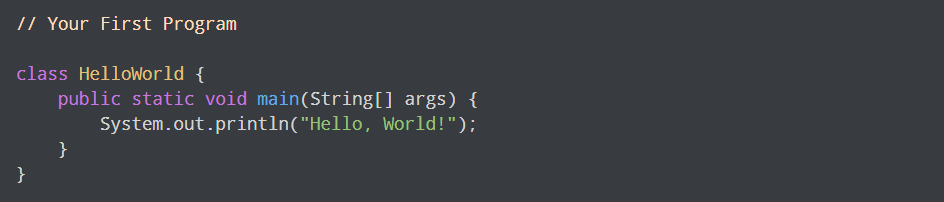 // Your First Program
class HelloWorld {
    public static void main(String[] args) {
        System.out.println("Hello, World!");
    }
}